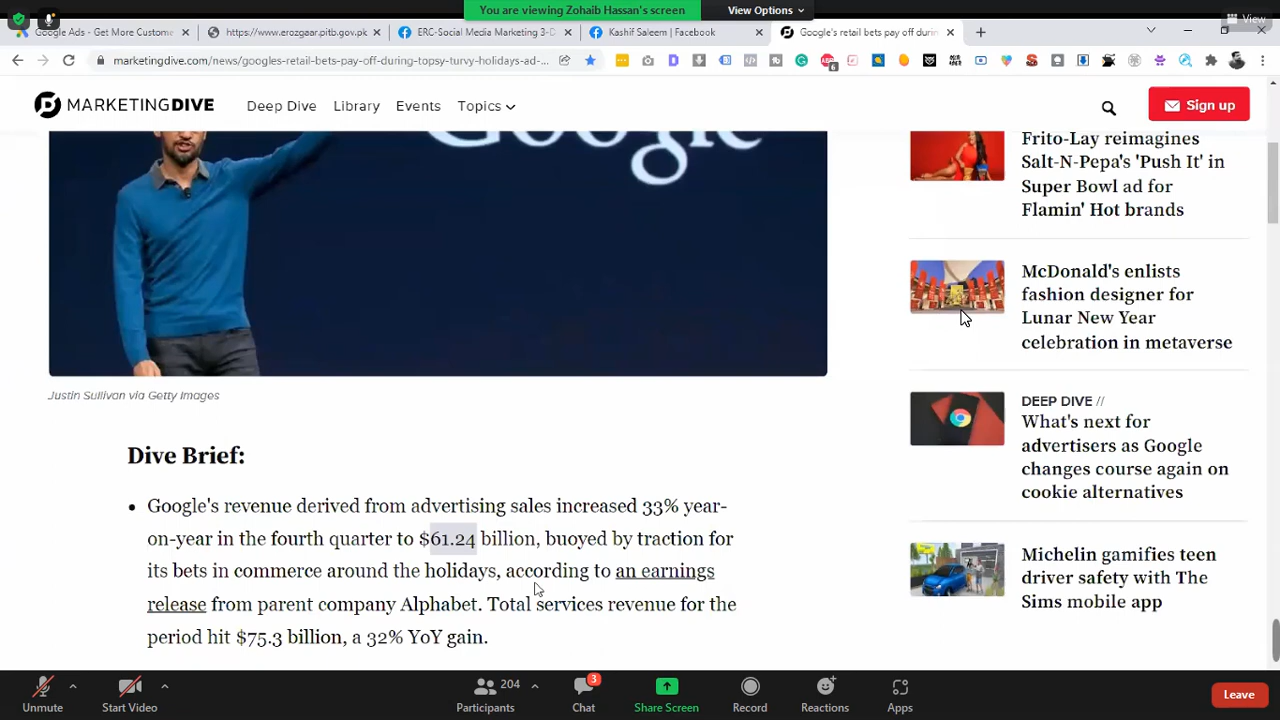 You are viewing Zohaib Hassan's screen
View Options
View
Google Ads - Get More Custome
https://www.erozgaar.pitb.gov.pk
ERC-Social Media Marketing 3-D
Kashif Saleem | Facebook
Google's retail bets pay off durin
marketingdive.com/news/googles-retail-bets-pay-off-during-topsy-turvy-holidays-ad-...
MARKETINGDIVE
Deep Dive
Library
Events
Topics
Sign up
Google
Justin Sullivan via Getty Images
Dive Brief:
• Google's revenue derived from advertising sales increased 33% year-
on-year in the fourth quarter to $61.24 billion, buoyed by traction for
its bets in commerce around the holidays, according to an earnings
release from parent company Alphabet. Total services revenue for the
period hit $75.3 billion, a 32% YoY gain.
Frito-Lay reimagines
Salt-N-Pepa's 'Push It' in
Super Bowl ad for
Flamin' Hot brands
McDonald's enlists
fashion designer for
Lunar New Year
celebration in metaverse
DEEP DIVE //
What's next for
advertisers as Google
changes course again on
cookie alternatives
Michelin gamifies teen
driver safety with The
Sims mobile app
Unmute
Start Video
204
Participants
3
Chat
Share Screen
Record
Reactions
Apps
Leave